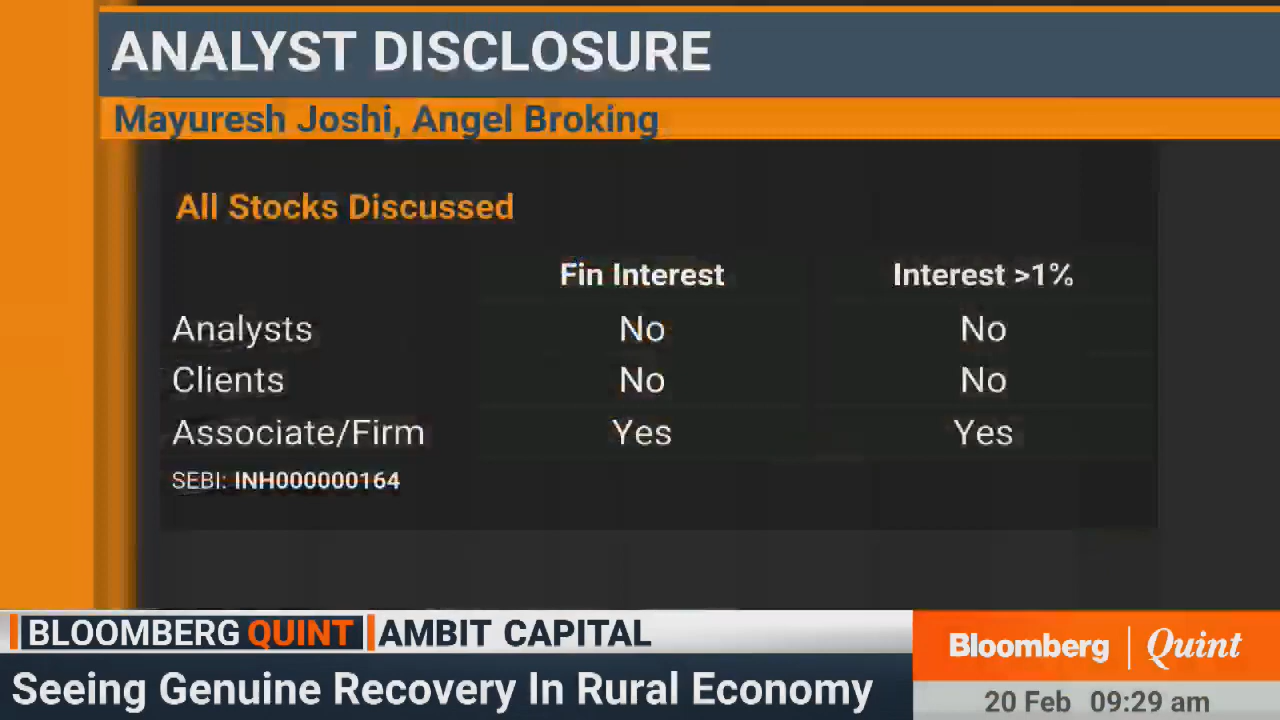 ANALYST DISCLOSURE
Mayuresh Joshi, Angel Broking
All Stocks Discussed
Fin Interest Interest >1%
Analysts No No
Clients No No
Associate/Firm Yes Yes
SEBI: INH000000164
BLOOMBERG QUINT AMBIT CAPITAL
Seeing Genuine Recovery In Rural Economy
Bloomberg | Quint
20 Feb 09:29 am